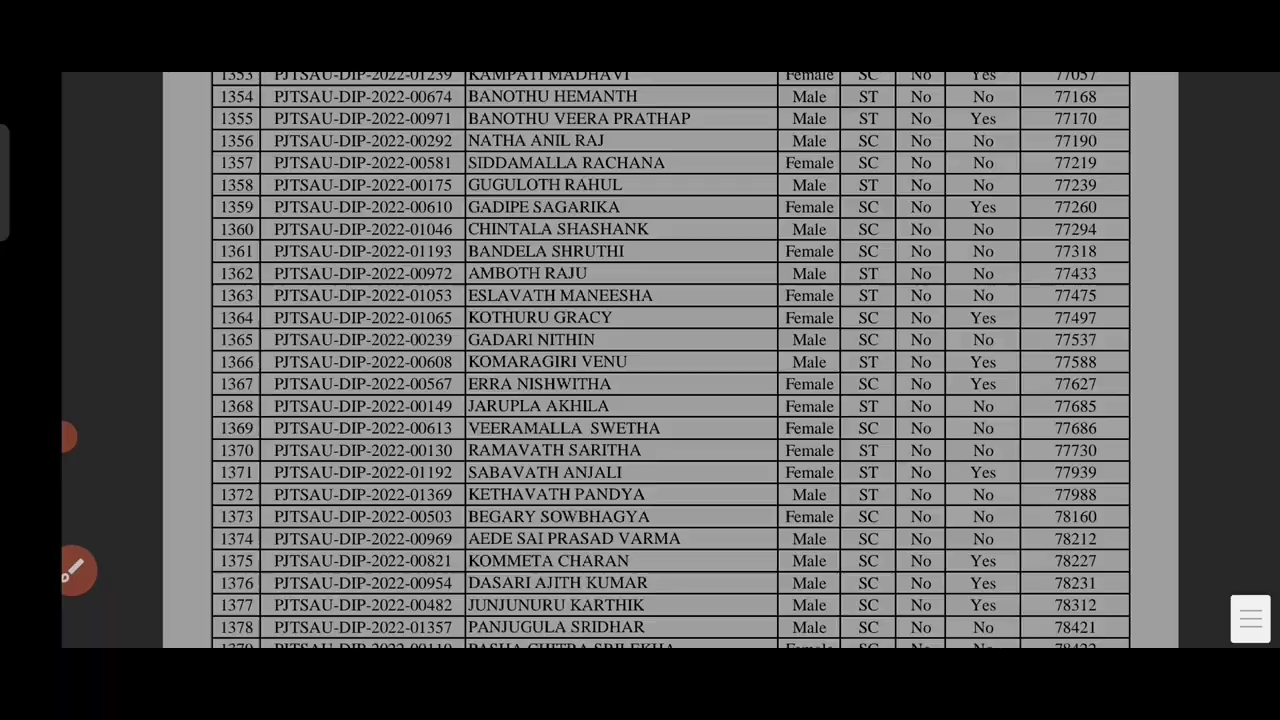 1353 PJTSAU-DIP-2022-01239 KAMPATI MADHAVI Female SC No Yes 77057
1354 PJTSAU-DIP-2022-00674 BANOTHU HEMANTH Male ST No No 77168
1355 PJTSAU-DIP-2022-00971 BANOTHU VEERA PRATHAP Male ST No Yes 77170
1356 PJTSAU-DIP-2022-00292 NATHA ANIL RAJ Male SC No No 77190
1357 PJTSAU-DIP-2022-00581 SIDDAMALLA RACHANA Female SC No No 77219
1358 PJTSAU-DIP-2022-00175 GUGULOTH RAHUL Male ST No No 77239
1359 PJTSAU-DIP-2022-00610 GADIPE SAGARIKA Female SC No Yes 77260
1360 PJTSAU-DIP-2022-01046 CHINTALA SHASHANK Male SC No No 77294
1361 PJTSAU-DIP-2022-01193 BANDELA SHRUTHI Female SC No No 77318
1362 PJTSAU-DIP-2022-00972 AMBOTH RAJU Male ST No No 77433
1363 PJTSAU-DIP-2022-01053 ESLAVATH MANEESHA Female ST No No 77475
1364 PJTSAU-DIP-2022-01065 KOTHURU GRACY Female SC No Yes 77497
1365 PJTSAU-DIP-2022-00239 GADARI NITHIN Male SC No No 77537
1366 PJTSAU-DIP-2022-00608 KOMARAGIRI VENU Male ST No Yes 77588
1367 PJTSAU-DIP-2022-00567 ERRA NISHWITHA Female SC No Yes 77627
1368 PJTSAU-DIP-2022-00149 JARUPLA AKHILA Female ST No No 77685
1369 PJTSAU-DIP-2022-00613 VEERAMALLA SWETHA Female SC No No 77686
1370 PJTSAU-DIP-2022-00130 RAMAVATH SARITHA Female ST No No 77730
1371 PJTSAU-DIP-2022-01192 SABAVATH ANJALI Female ST No Yes 77939
1372 PJTSAU-DIP-2022-01369 KETHAVATH PANDYA Male ST No No 77988
1373 PJTSAU-DIP-2022-00503 BEGARY SOWBHAGYA Female SC No No 78160
1374 PJTSAU-DIP-2022-00969 AEDE SAI PRASAD VARMA Male SC No No 78212
1375 PJTSAU-DIP-2022-00821 KOMMETA CHARAN Male SC No Yes 78227
1376 PJTSAU-DIP-2022-00954 DASARI AJITH KUMAR Male SC No Yes 78231
1377 PJTSAU-DIP-2022-00482 JUNJUNURU KARTHIK Male SC No Yes 78312
1378 PJTSAU-DIP-2022-01357 PANJUGULA SRIDHAR Male SC No No 78421